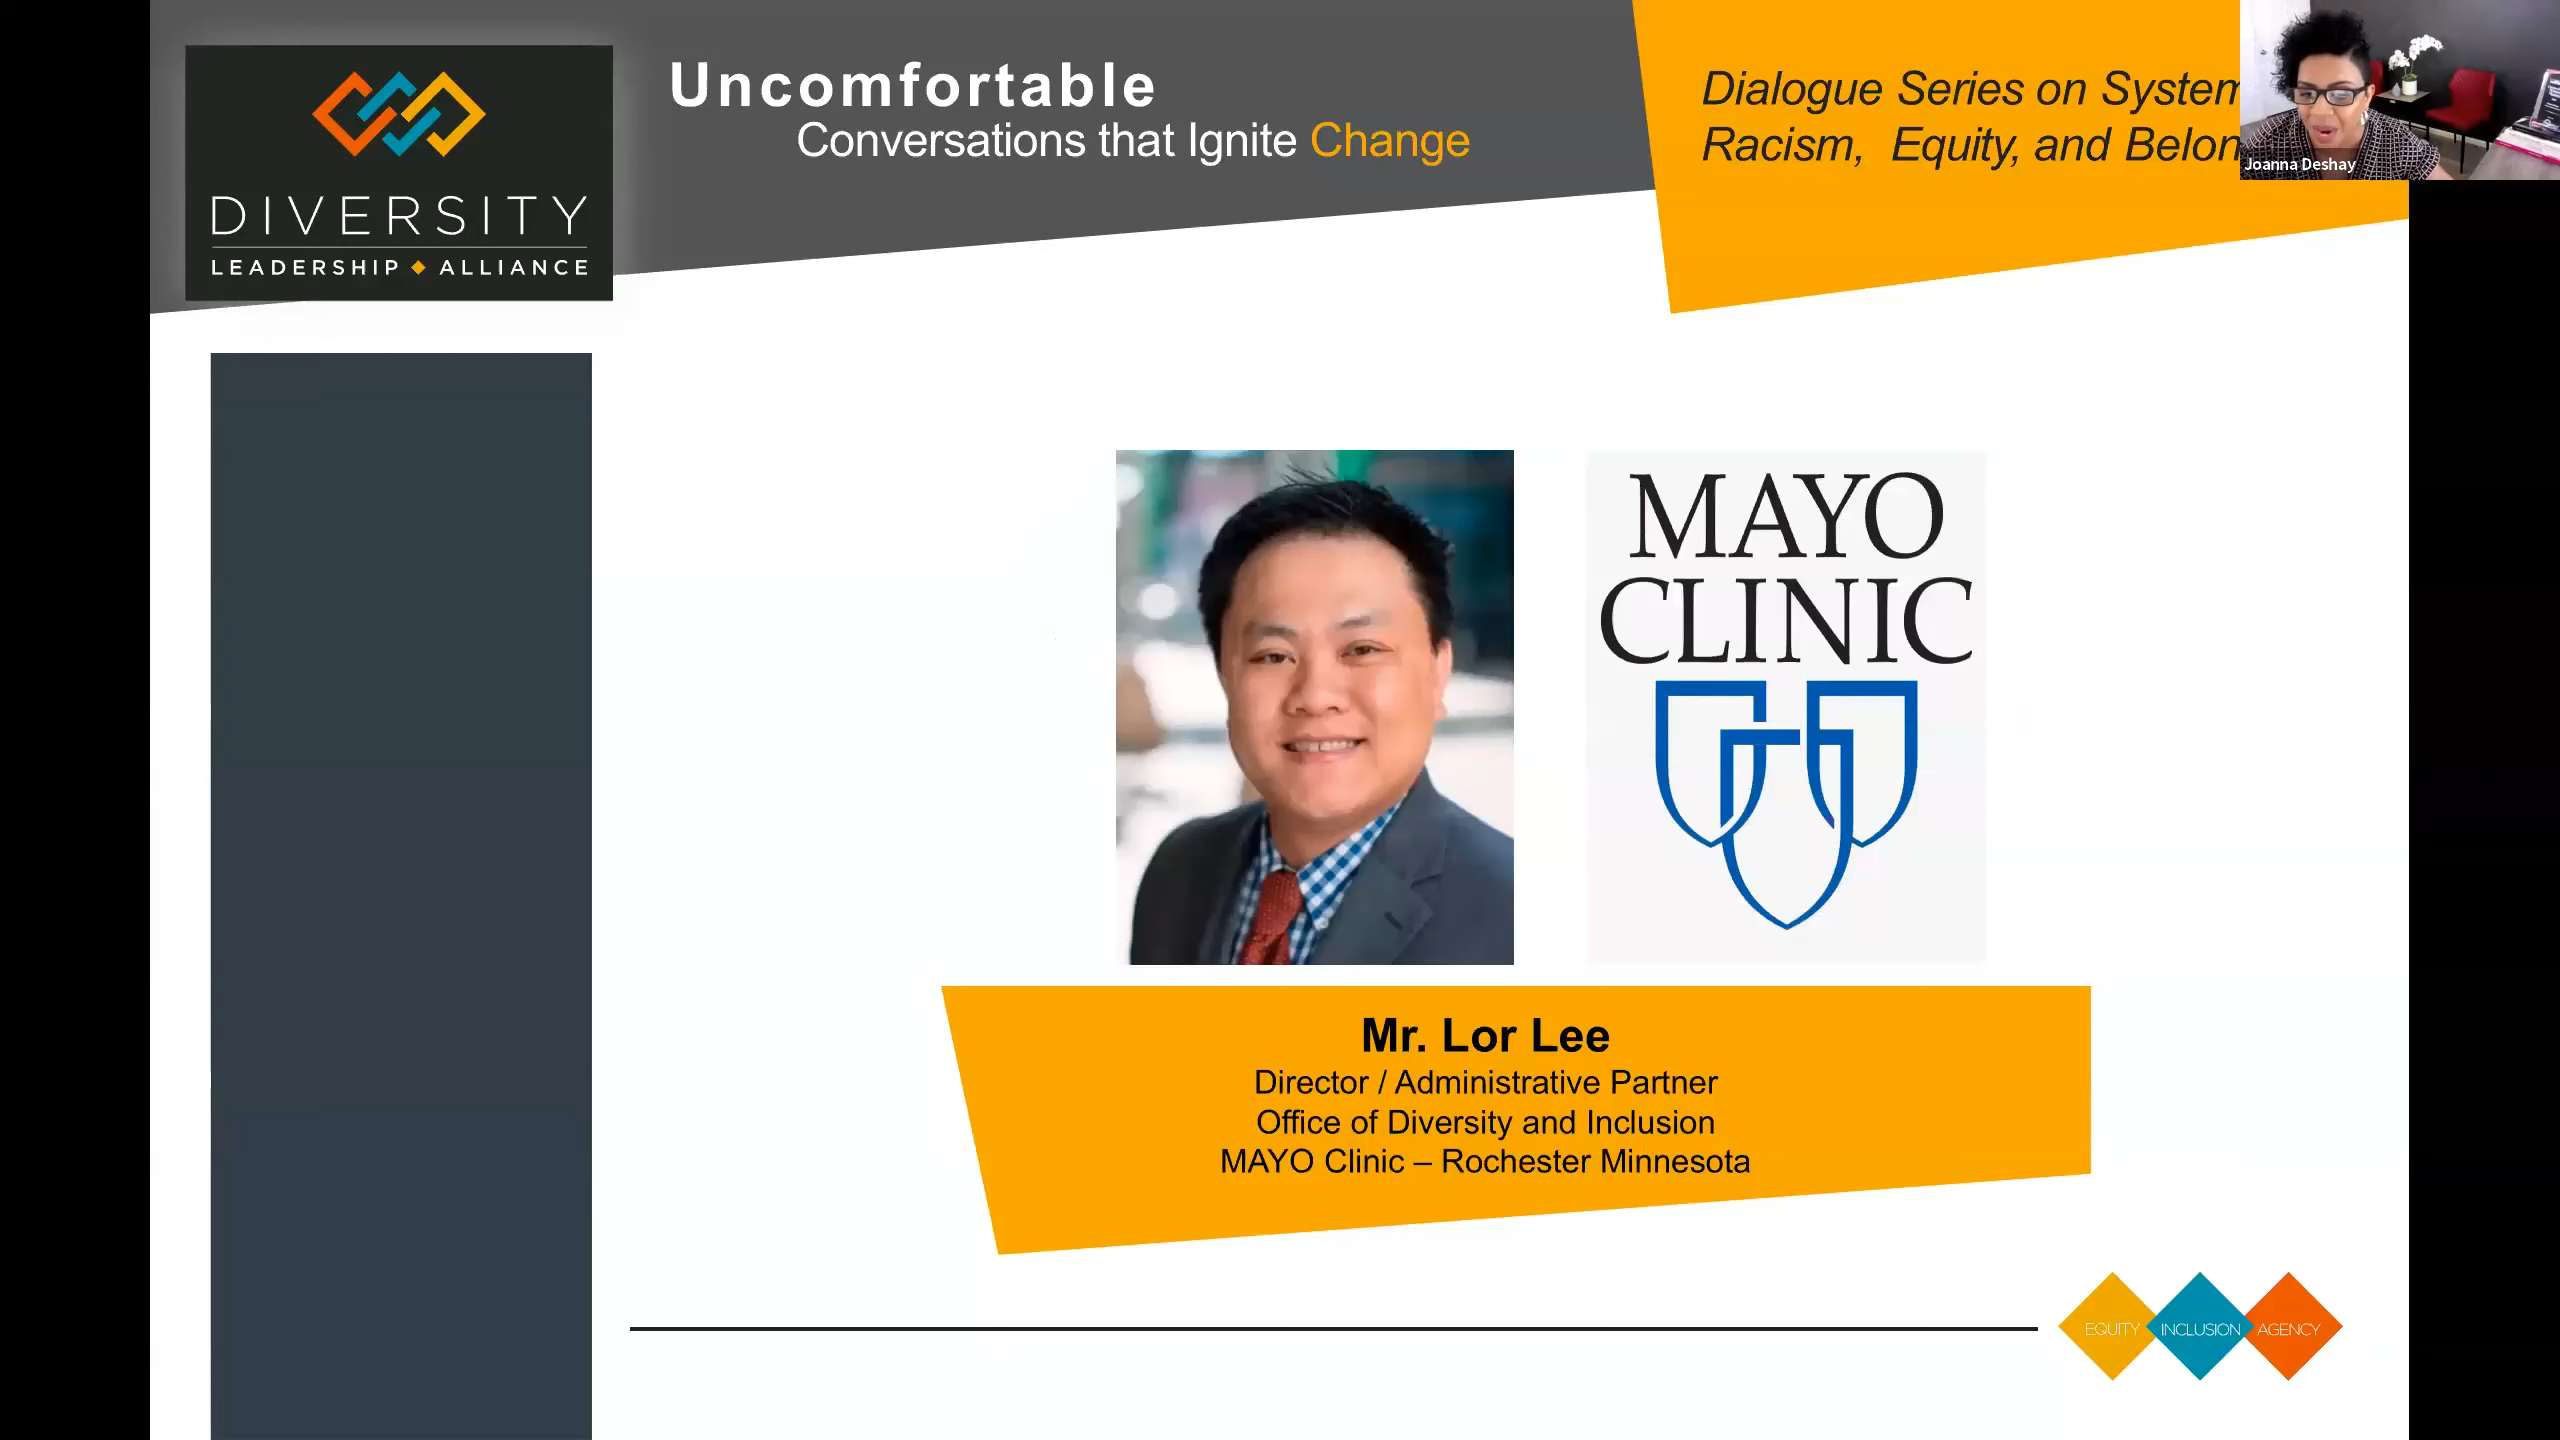 Uncomfortable
Conversations that Ignite Change
Dialogue Series on System
Racism, Equity, and Belon
Joanna Deshay
DIVERSITY
LEADERSHIP ALLIANCE
MAYO
CLINIC
Mr. Lor Lee
Director / Administrative Partner
Office of Diversity and Inclusion
MAYO Clinic – Rochester Minnesota
EQUITY INCLUSION AGENCY